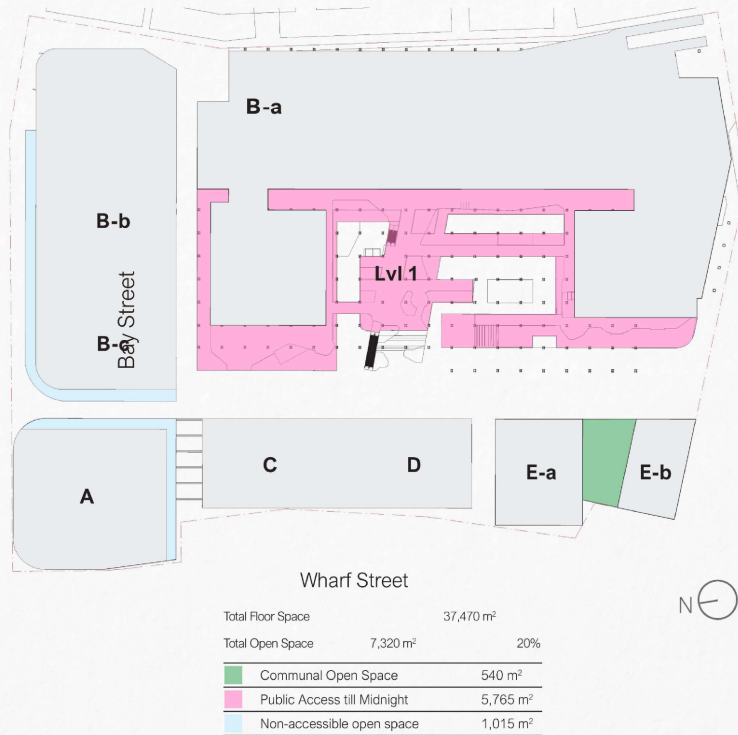 B-a
B-b
Lvl 1
Bay Street
B-c
C
D
A
E-a
E-b
Wharf Street
N
Total Floor Space 37,470 m²
Total Open Space 7,320 m² 20%
Communal Open Space 540 m²
Public Access till Midnight 5,765 m²
Non-accessible open space 1,015 m²